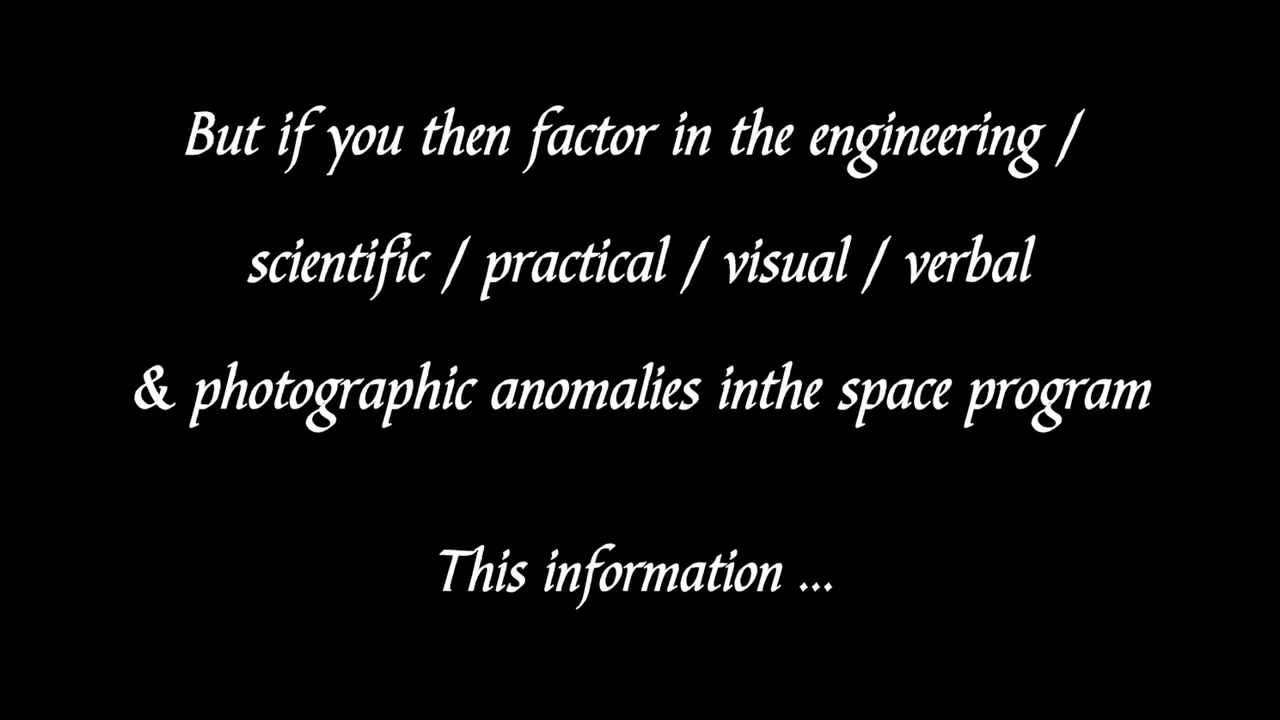 But if you then factor in the engineering /
scientific / practical / visual / verbal
& photographic anomalies inthe space program
This information ...